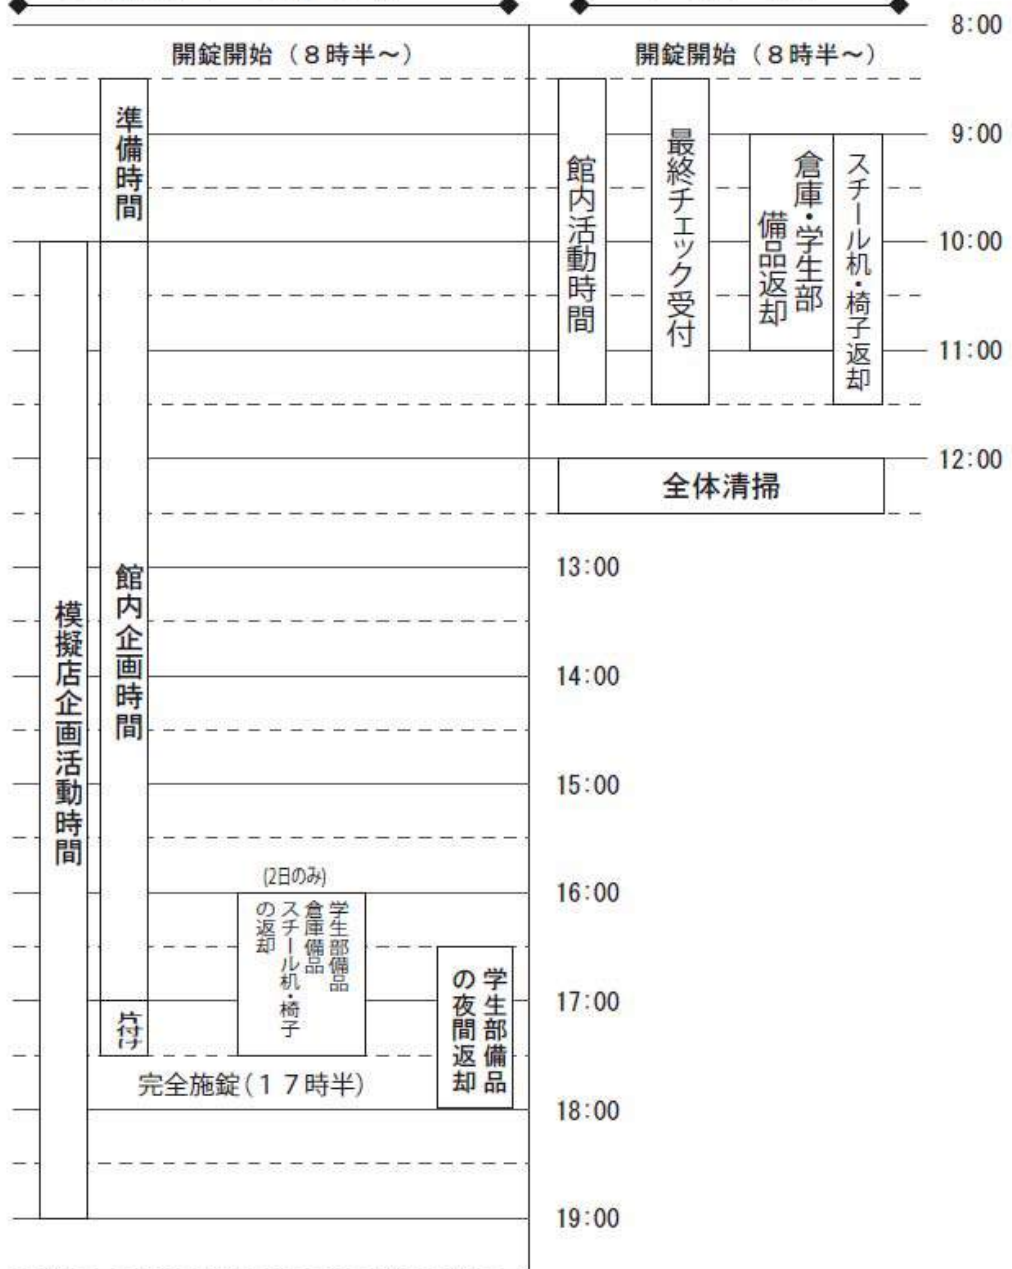 8:00
開錠開始（８時半～）
開錠開始（８時半～）
準備時間
館内活動時間
最終チェック受付
倉庫・学生部
備品返却
スチール机・椅子返却
9:00
10:00
11:00
12:00
全体清掃
模擬店企画活動時間
館内企画時間
13:00
14:00
15:00
(2日のみ)
16:00
学生部備品
倉庫備品
スチール机・椅子
の返却
学生部備品
の夜間返却
17:00
片付け
完全施錠(１７時半)
18:00
19:00